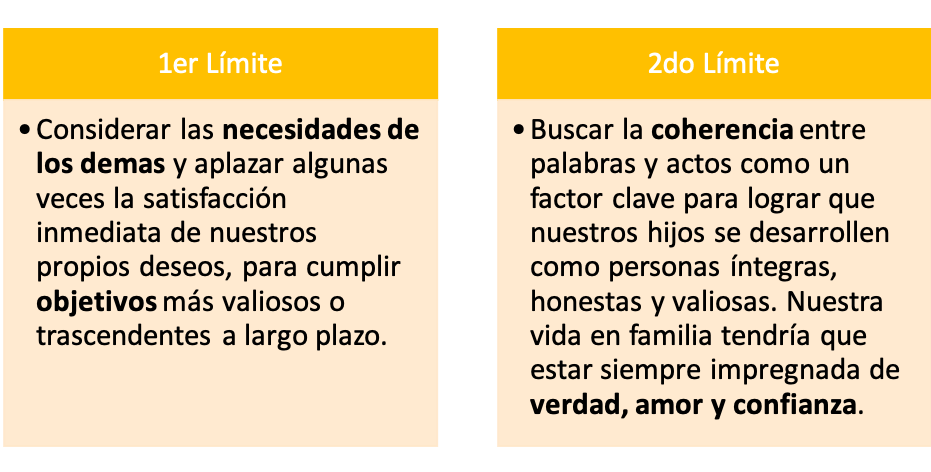 1er Límite
• Considerar las necesidades de
los demas y aplazar algunas
veces la satisfacción
inmediata de nuestros
propios deseos, para cumplir
objetivos más valiosos o
trascendentes a largo plazo.
2do Límite
• Buscar la coherencia entre
palabras y actos como un
factor clave para lograr que
nuestros hijos se desarrollen
como personas íntegras,
honestas y valiosas. Nuestra
vida en familia tendría que
estar siempre impregnada de
verdad, amor y confianza.